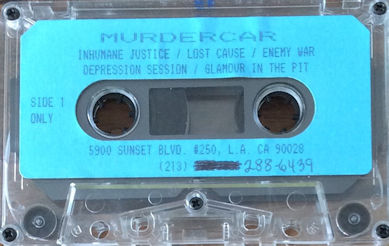 MURDERCAR
INHUMANE JUSTICE / LOST CAUSE / ENEMY WAR
DEPRESSION SESSION / GLAMOUR IN THE PIT
SIDE 1
ONLY
5900 SUNSET BLVD. #250, L.A. CA 90028
(213) 288-6439